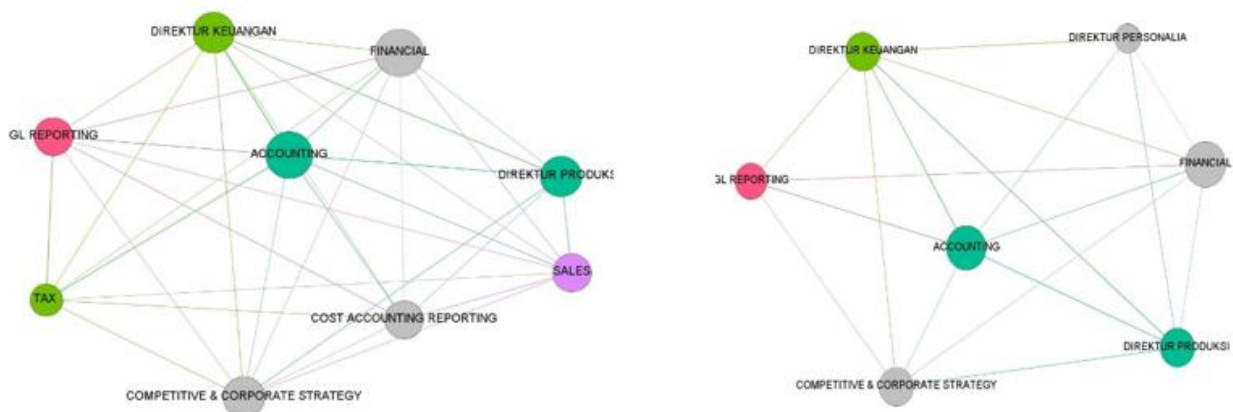 DIREKTUR KEUANGAN
FINANCIAL
GL REPORTING
ACCOUNTING
DIREKTUR PRODUKS
SALES
TAX
COST ACCOUNTING REPORTING
COMPETITIVE & CORPORATE STRATEGY
DIREKTUR PERSONALIA
DIREKTUR KEUANGAN
FINANCIAL
GL REPORTING
ACCOUNTING
DIREKTUR PRODUKSI
COMPETITIVE & CORPORATE STRATEGY